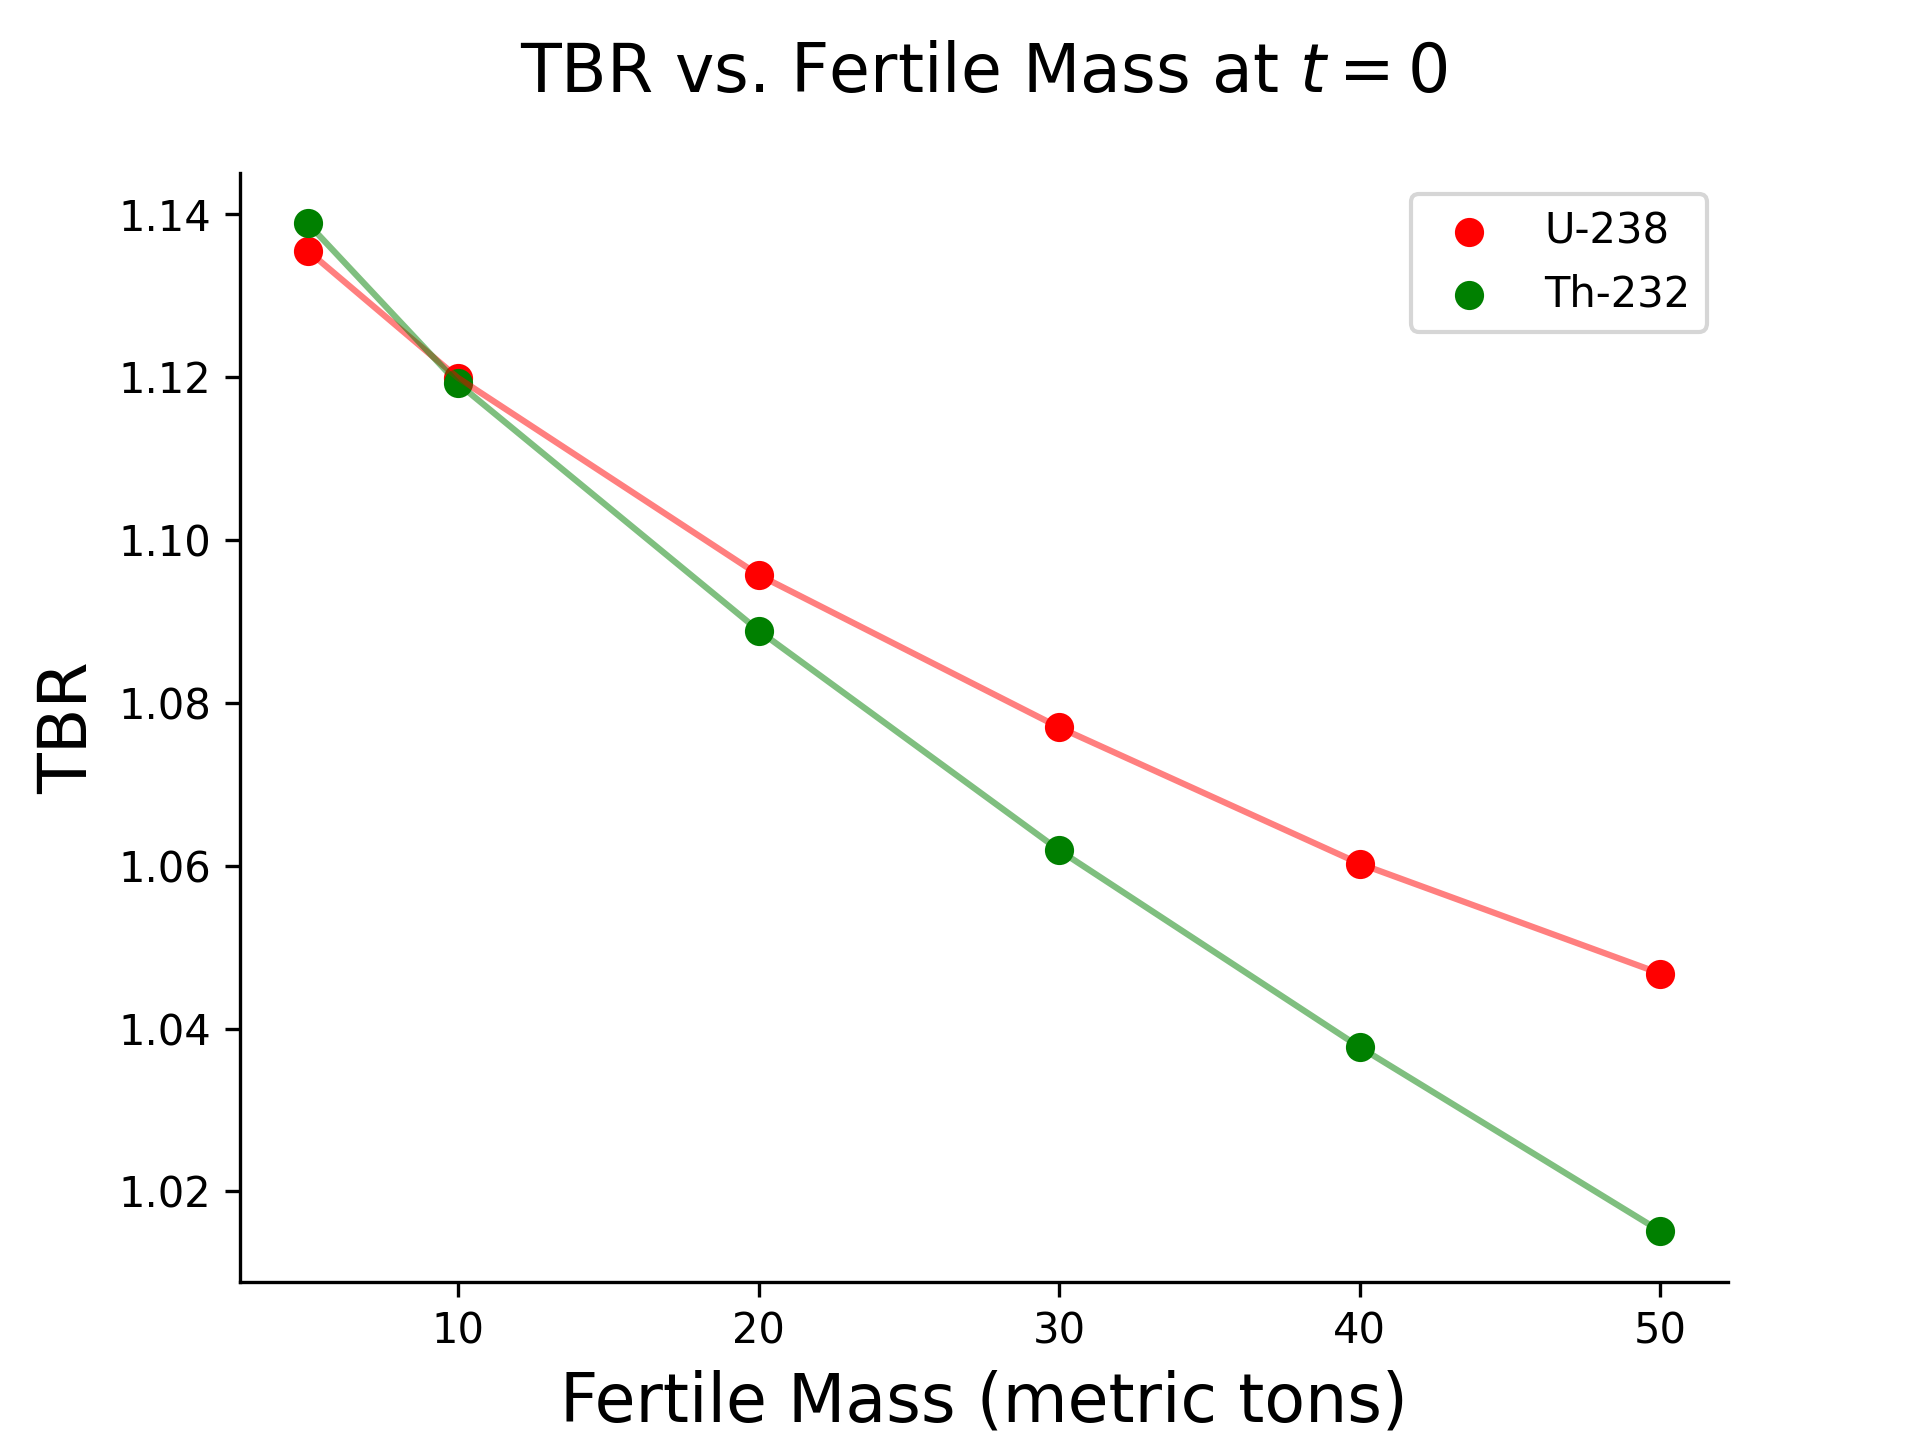 TBR vs. Fertile Mass at t = 0
U-238
Th-232
1.14
1.12
1.10
1.08
1.06
1.04
1.02
TBR
10 20 30 40 50
Fertile Mass (metric tons)